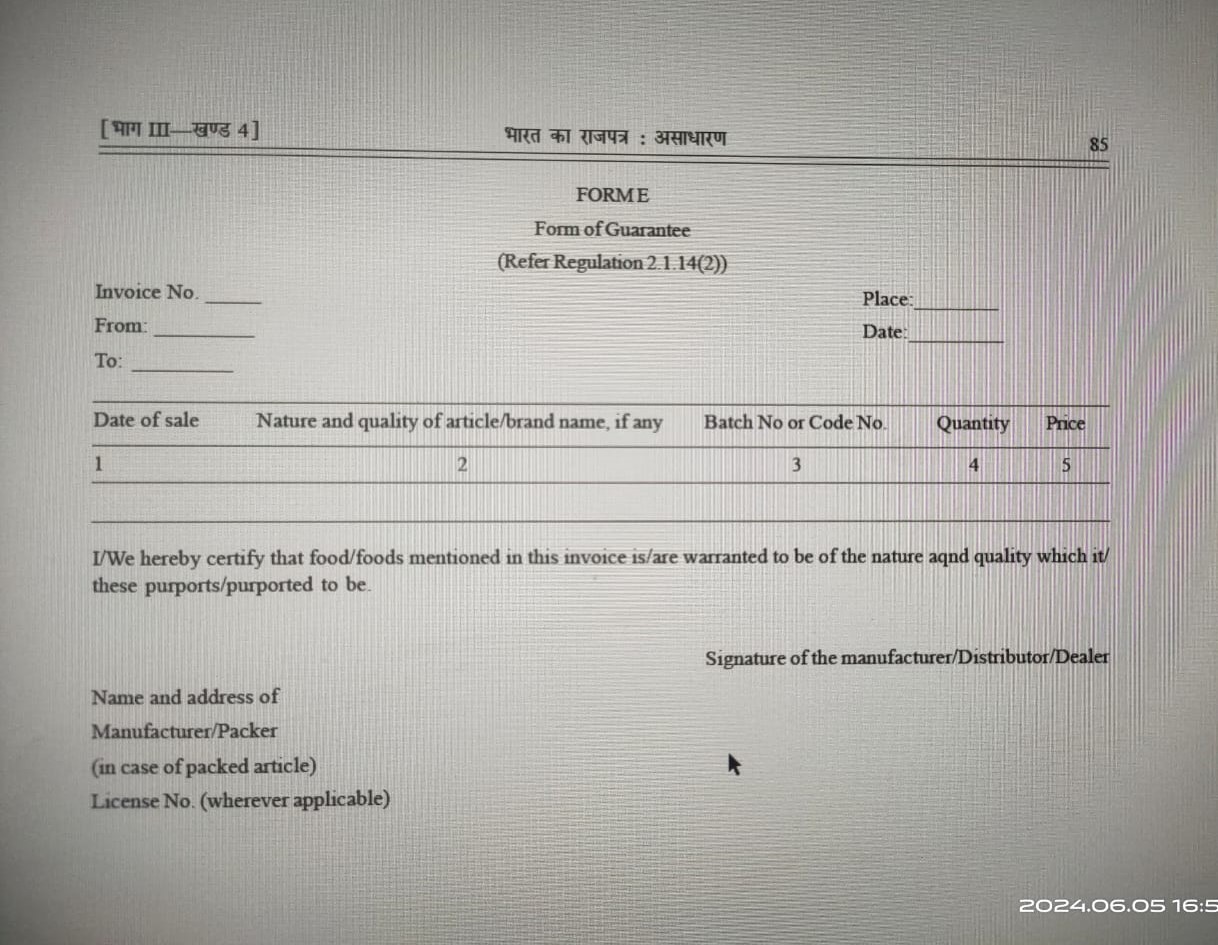 [ भाग III—खण्ड 4 ] भारत का राजपत्र : असाधारण 85
FORM E
Form of Guarantee
(Refer Regulation 2.1.14(2))
Invoice No. _____ Place:________
From: __________ Date:_________
To: __________
Date of sale Nature and quality of article/brand name, if any Batch No or Code No. Quantity Price
1 2 3 4 5
I/We hereby certify that food/foods mentioned in this invoice is/are warranted to be of the nature aqnd quality which it/
these purports/purported to be.
Signature of the manufacturer/Distributor/Dealer
Name and address of
Manufacturer/Packer
(in case of packed article)
License No. (wherever applicable)
2024.06.05 16:5